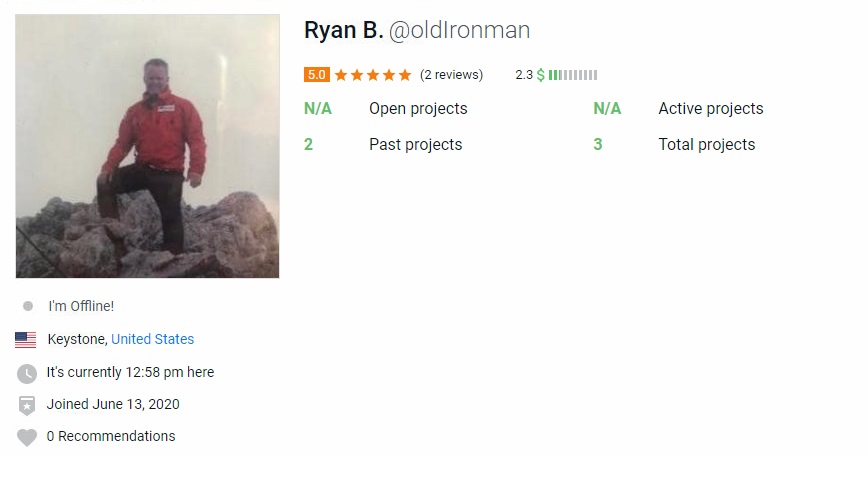 Ryan B. @oldIronman
5.0 (2 reviews) 2.3 $
N/A Open projects N/A Active projects
2 Past projects 3 Total projects
I'm Offline!
Keystone, United States
It's currently 12:58 pm here
Joined June 13, 2020
0 Recommendations